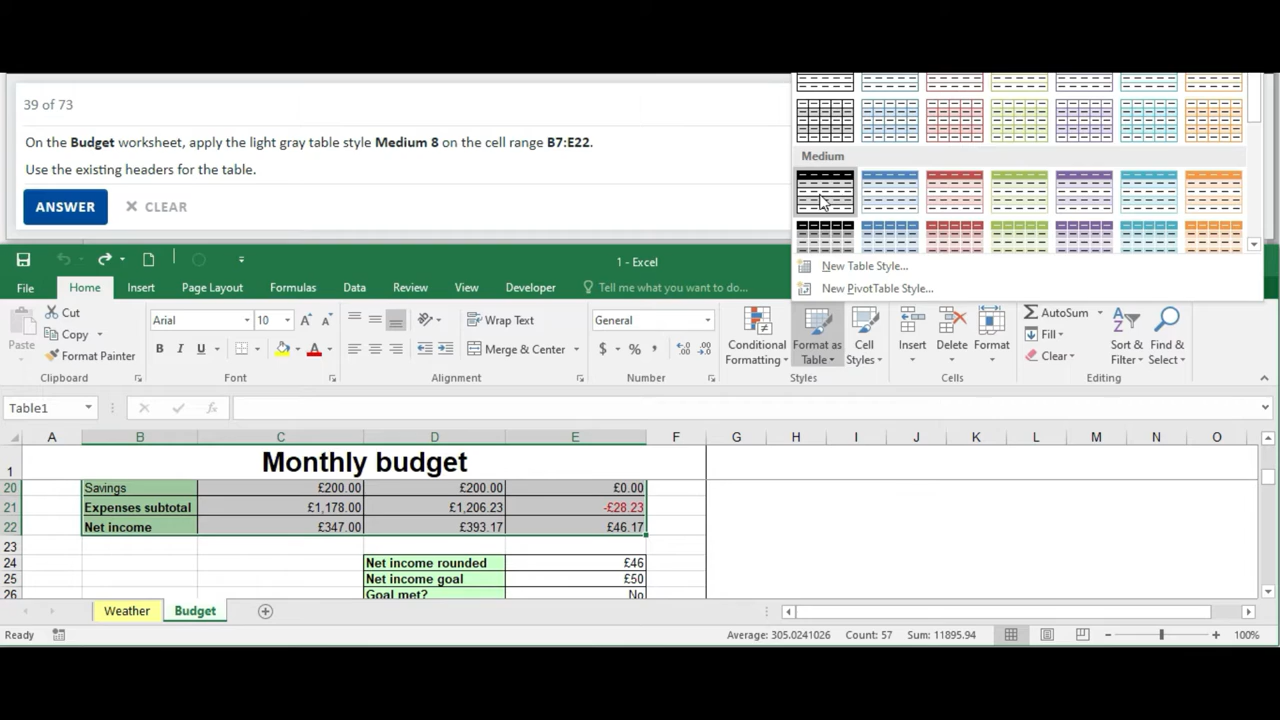 39 of 73
On the Budget worksheet, apply the light gray table style Medium 8 on the cell range B7:E22.
Use the existing headers for the table.
ANSWER
CLEAR
Medium
New Table Style...
New PivotTable Style...
1 - Excel
File Home Insert Page Layout Formulas Data Review View Developer Tell me what you want to do...
Paste
Cut
Copy
Format Painter
Clipboard
Arial 10
B I U
Font
Wrap Text
Merge & Center
Alignment
General
$ % ,
Number
Conditional Formatting
Format as Table
Cell Styles
Styles
Insert Delete Format
Cells
AutoSum
Fill
Clear
Sort & Filter
Find & Select
Editing
Table1
fx
A B C D E F G H I J K L M N O
1 Monthly budget
20 Savings £200.00 £200.00 £0.00
21 Expenses subtotal £1,178.00 £1,206.23 -£28.23
22 Net income £347.00 £393.17 £46.17
23
24 Net income rounded £46
25 Net income goal £50
26 Goal met? No
Weather Budget
Ready Average: 305.0241026 Count: 57 Sum: 11895.94 100%